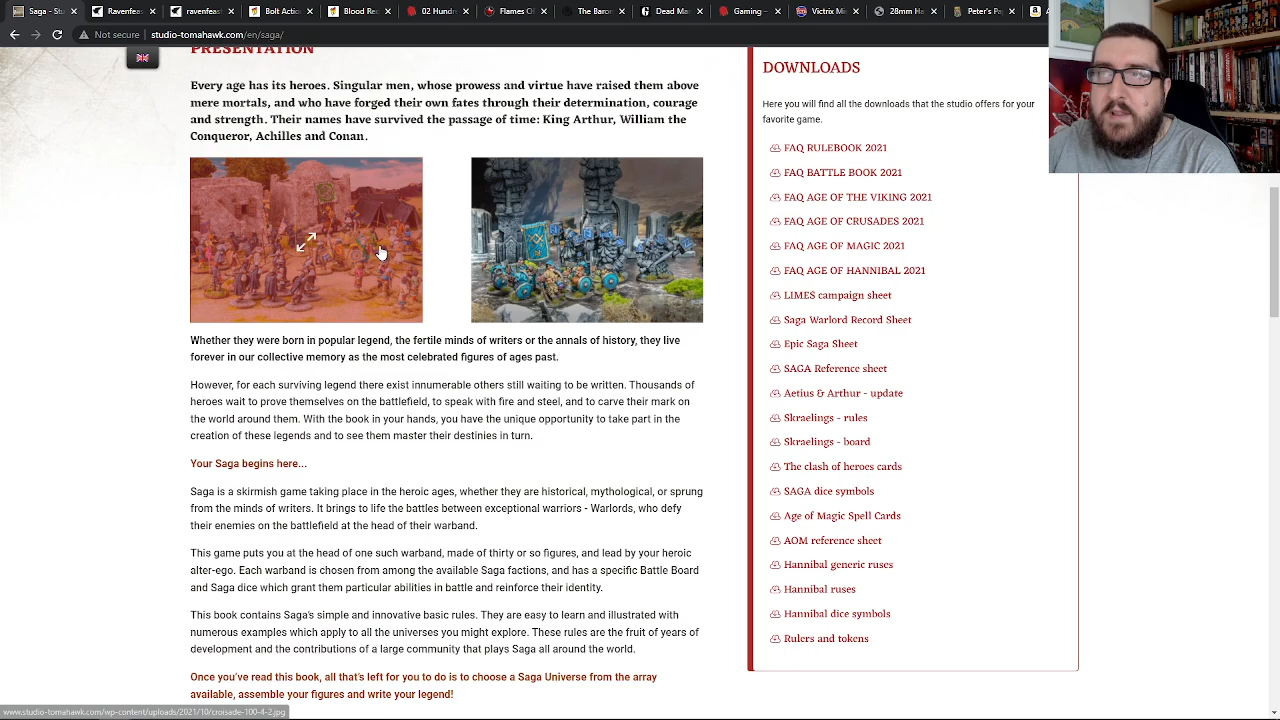 Studio-Tomahawk
Ravenfea
ravenfeas
Bolt Actio
Blood Re
02 Hundr
Flames Of
The Baron
Dead Man
Gaming -
Victrix Mi
28mm Ha
Peter's Pa
Not secure
studio-tomahawk.com/en/saga/
PRESENTATION
Every age has its heroes. Singular men, whose prowess and virtue have raised them above
mere mortals, and who have forged their own fates through their determination, courage
and strength. Their names have survived the passage of time: King Arthur, William the
Conqueror, Achilles and Conan.
Whether they were born in popular legend, the fertile minds of writers or the annals of history, they live
forever in our collective memory as the most celebrated figures of ages past.
However, for each surviving legend there exist innumerable others still waiting to be written. Thousands of
heroes wait to prove themselves on the battlefield, to speak with fire and steel, and to carve their mark on
the world around them. With the book in your hands, you have the unique opportunity to take part in the
creation of these legends and to see them master their destinies in turn.
Your Saga begins here...
Saga is a skirmish game taking place in the heroic ages, whether they are historical, mythological, or sprung
from the minds of writers. It brings to life the battles between exceptional warriors - Warlords, who defy
their enemies on the battlefield at the head of their warband.
This game puts you at the head of one such warband, made of thirty or so figures, and lead by your heroic
alter-ego. Each warband is chosen from among the available Saga factions, and has a specific Battle Board
and Saga dice which grant them particular abilities in battle and reinforce their identity.
This book contains Saga's simple and innovative basic rules. They are easy to learn and illustrated with
numerous examples which apply to all the universes you might explore. These rules are the fruit of years of
development and the contributions of a large community that plays Saga all around the world.
Once you've read this book, all that's left for you to do is to choose a Saga Universe from the array
available, assemble your figures and write your legend!
DOWNLOADS
Here you will find all the downloads that the studio offers for your
favorite game.
FAQ RULEBOOK 2021
FAQ BATTLE BOOK 2021
FAQ AGE OF THE VIKING 2021
FAQ AGE OF CRUSADES 2021
FAQ AGE OF MAGIC 2021
FAQ AGE OF HANNIBAL 2021
LIMES campaign sheet
Saga Warlord Record Sheet
Epic Saga Sheet
SAGA Reference sheet
Aetius & Arthur - update
Skraelings - rules
Skraelings - board
The clash of heroes cards
SAGA dice symbols
Age of Magic Spell Cards
AOM reference sheet
Hannibal generic ruses
Hannibal ruses
Hannibal dice symbols
Rulers and tokens
www.studio-tomahawk.com/wp-content/uploads/2021/10/croisade-100-4-2.jpg